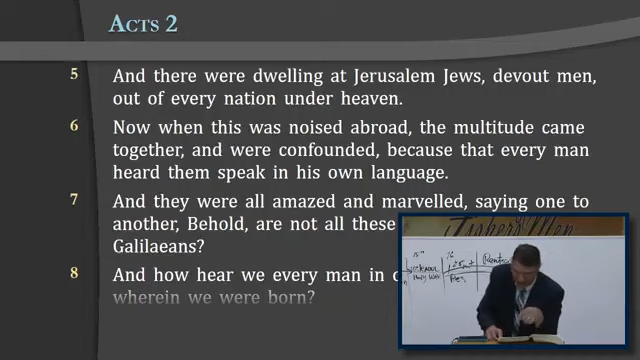 ACTS 2
5 And there were dwelling at Jerusalem Jews, devout men,
out of every nation under heaven.
6 Now when this was noised abroad, the multitude came
together, and were confounded, because that every man
heard them speak in his own language.
7 And they were all amazed and marvelled, saying one to
another, Behold, are not all these
Galilaeans?
8 And how hear we every man in o
wherein we were born?
Fishers of Men